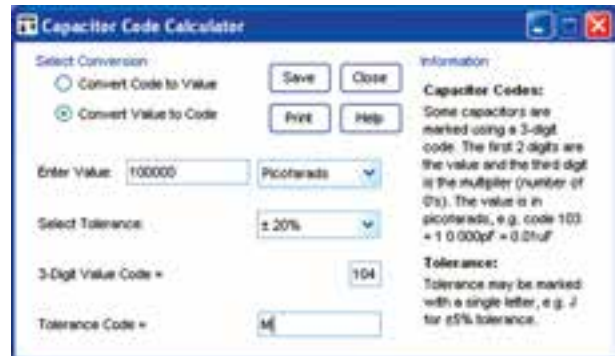 Capacitor Code Calculator
Select Conversion
Convert Code to Value
Convert Value to Code
Save Close
Print Help
Enter Value: 100000 Picofarads
Select Tolerance: ± 20%
3-Digit Value Code = 104
Tolerance Code = M
Information
Capacitor Codes:
Some capacitors are
marked using a 3-digit
code. The first 2 digits are
the value and the third digit
is the multiplier (number of
0's). The value is in
picofarads, e.g. code 103
= 1 0 000pF = 0.01uF
Tolerance:
Tolerance may be marked
with a single letter, e.g. J
for ±5% tolerance.